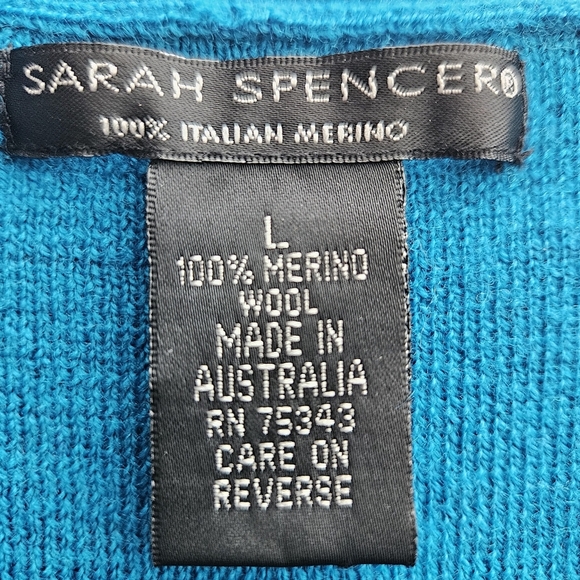 SARAH SPENCER®
100% ITALIAN MERINO
L
100% MERINO
WOOL
MADE IN
AUSTRALIA
RN 75343
CARE ON
REVERSE